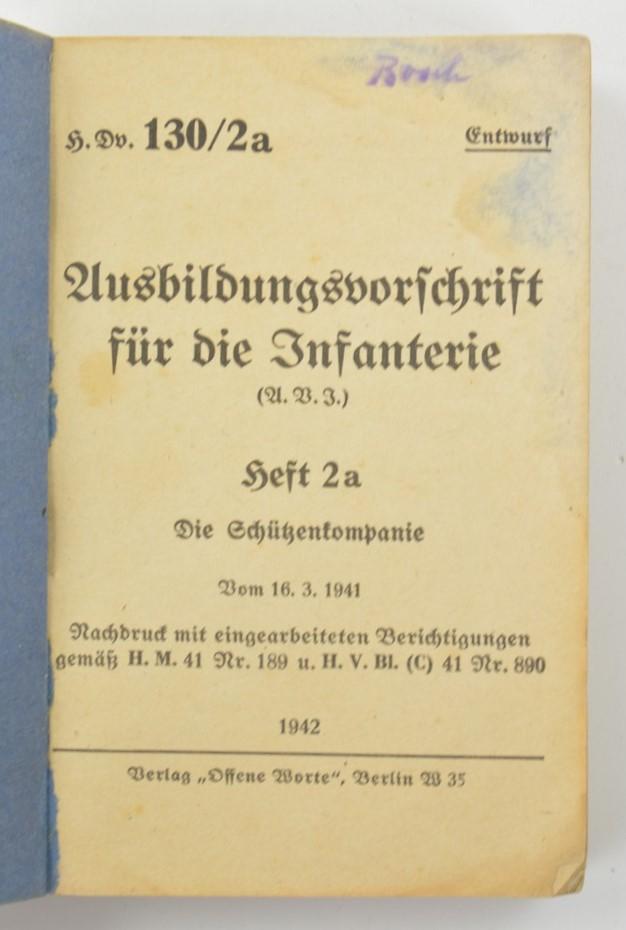 H. Dv. 130/2a
Entwurf
Ausbildungsvorschrift
für die Infanterie
(A. V. I.)
Heft 2a
Die Schützenkompanie
Vom 16. 3. 1941
Nachdruck mit eingearbeiteten Berichtigungen
gemäß H. M. 41 Nr. 189 u. H. V. Bl. (C) 41 Nr. 890
1942
Verlag „Offene Worte“, Berlin W 35